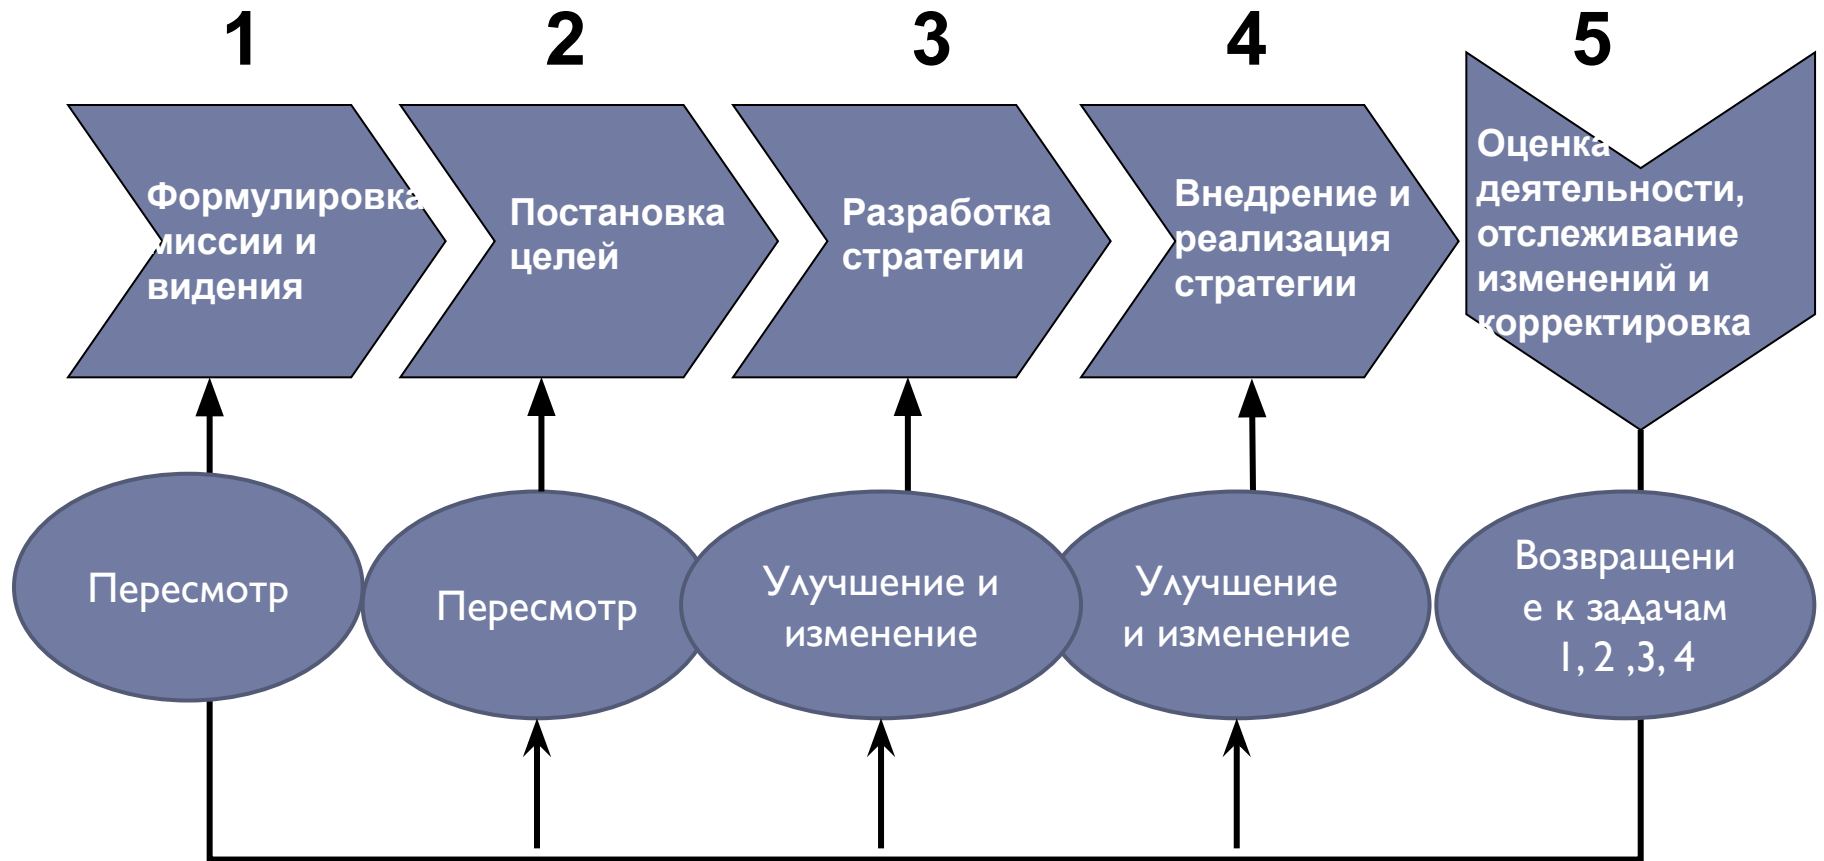 1
2
3
4
5
Формулировка
миссии и
видения
Постановка
целей
Разработка
стратегии
Внедрение и
реализация
стратегии
Оценка
деятельности,
отслеживание
изменений и
корректировка
Пересмотр
Пересмотр
Улучшение и
изменение
Улучшение
и изменение
Возвращени
е к задачам
1, 2 ,3, 4